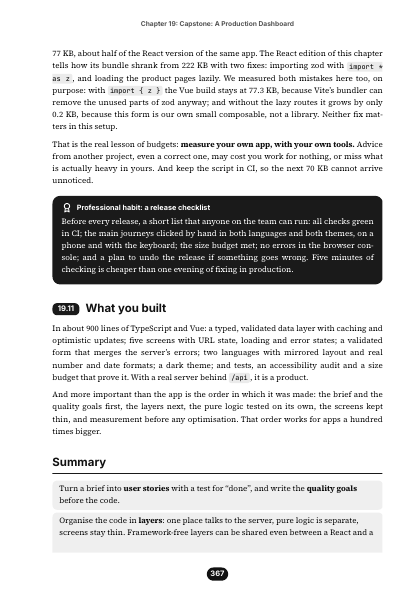 Chapter 19: Capstone: A Production Dashboard
77 KB, about half of the React version of the same app. The React edition of this chapter
tells how its bundle shrank from 222 KB with two fixes: importing zod with import *
as z, and loading the product pages lazily. We measured both mistakes here too, on
purpose: with import { z } the Vue build stays at 77.3 KB, because Vite's bundler can
remove the unused parts of zod anyway; and without the lazy routes it grows by only
0.2 KB, because this form is our own small composable, not a library. Neither fix mat-
ters in this setup.
That is the real lesson of budgets: measure your own app, with your own tools. Advice
from another project, even a correct one, may cost you work for nothing, or miss what
is actually heavy in yours. And keep the script in CI, so the next 70 KB cannot arrive
unnoticed.
Professional habit: a release checklist
Before every release, a short list that anyone on the team can run: all checks green
in CI; the main journeys clicked by hand in both languages and both themes, on a
phone and with the keyboard; the size budget met; no errors in the browser con-
sole; and a plan to undo the release if something goes wrong. Five minutes of
checking is cheaper than one evening of fixing in production.
19.11 What you built
In about 900 lines of TypeScript and Vue: a typed, validated data layer with caching and
optimistic updates; five screens with URL state, loading and error states; a validated
form that merges the server's errors; two languages with mirrored layout and real
number and date formats; a dark theme; and tests, an accessibility audit and a size
budget that prove it. With a real server behind /api, it is a product.
And more important than the app is the order in which it was made: the brief and the
quality goals first, the layers next, the pure logic tested on its own, the screens kept
thin, and measurement before any optimisation. That order works for apps a hundred
times bigger.
Summary
Turn a brief into user stories with a test for "done", and write the quality goals
before the code.
Organise the code in layers: one place talks to the server, pure logic is separate,
screens stay thin. Framework-free layers can be shared even between a React and a
367